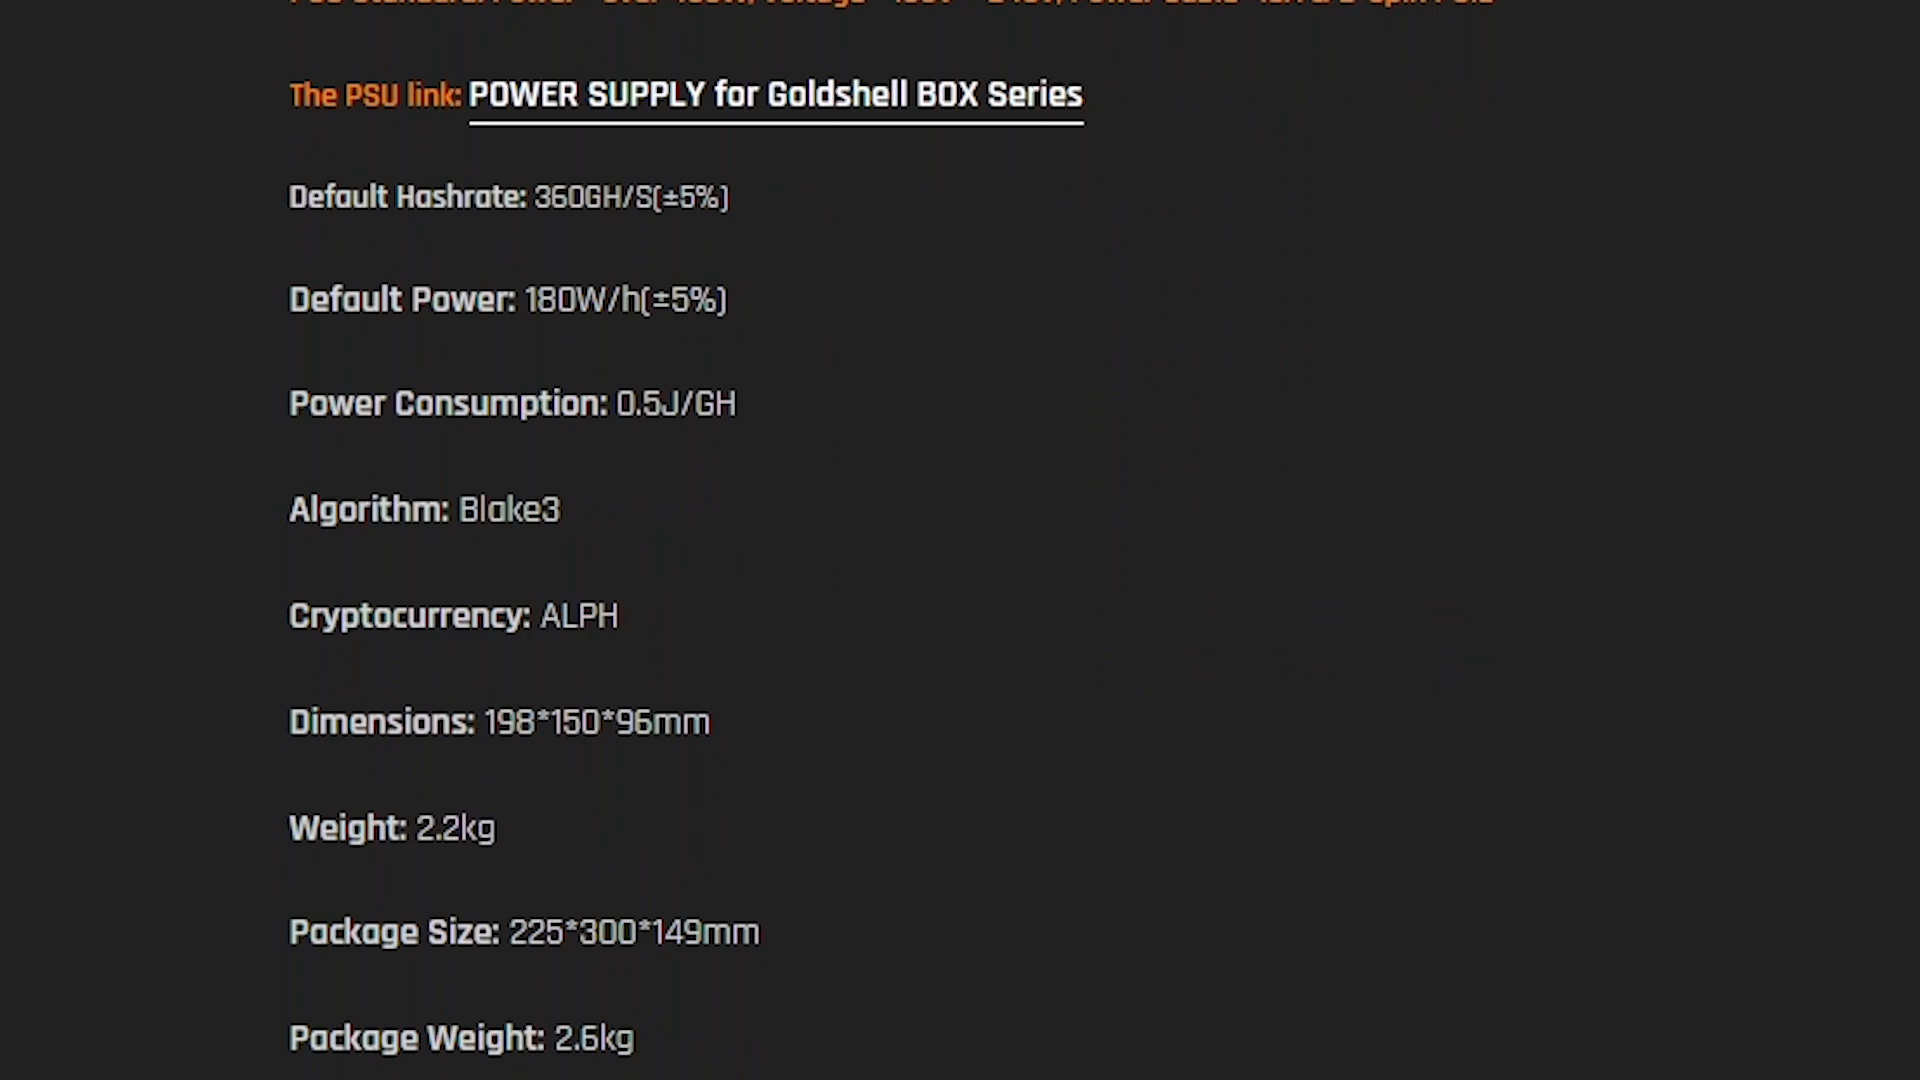 The PSU link: POWER SUPPLY for Goldshell BOX Series
Default Hashrate: 360GH/S(±5%)
Default Power: 180W/h(±5%)
Power Consumption: 0.5J/GH
Algorithm: Blake3
Cryptocurrency: ALPH
Dimensions: 198*150*96mm
Weight: 2.2kg
Package Size: 225*300*149mm
Package Weight: 2.6kg